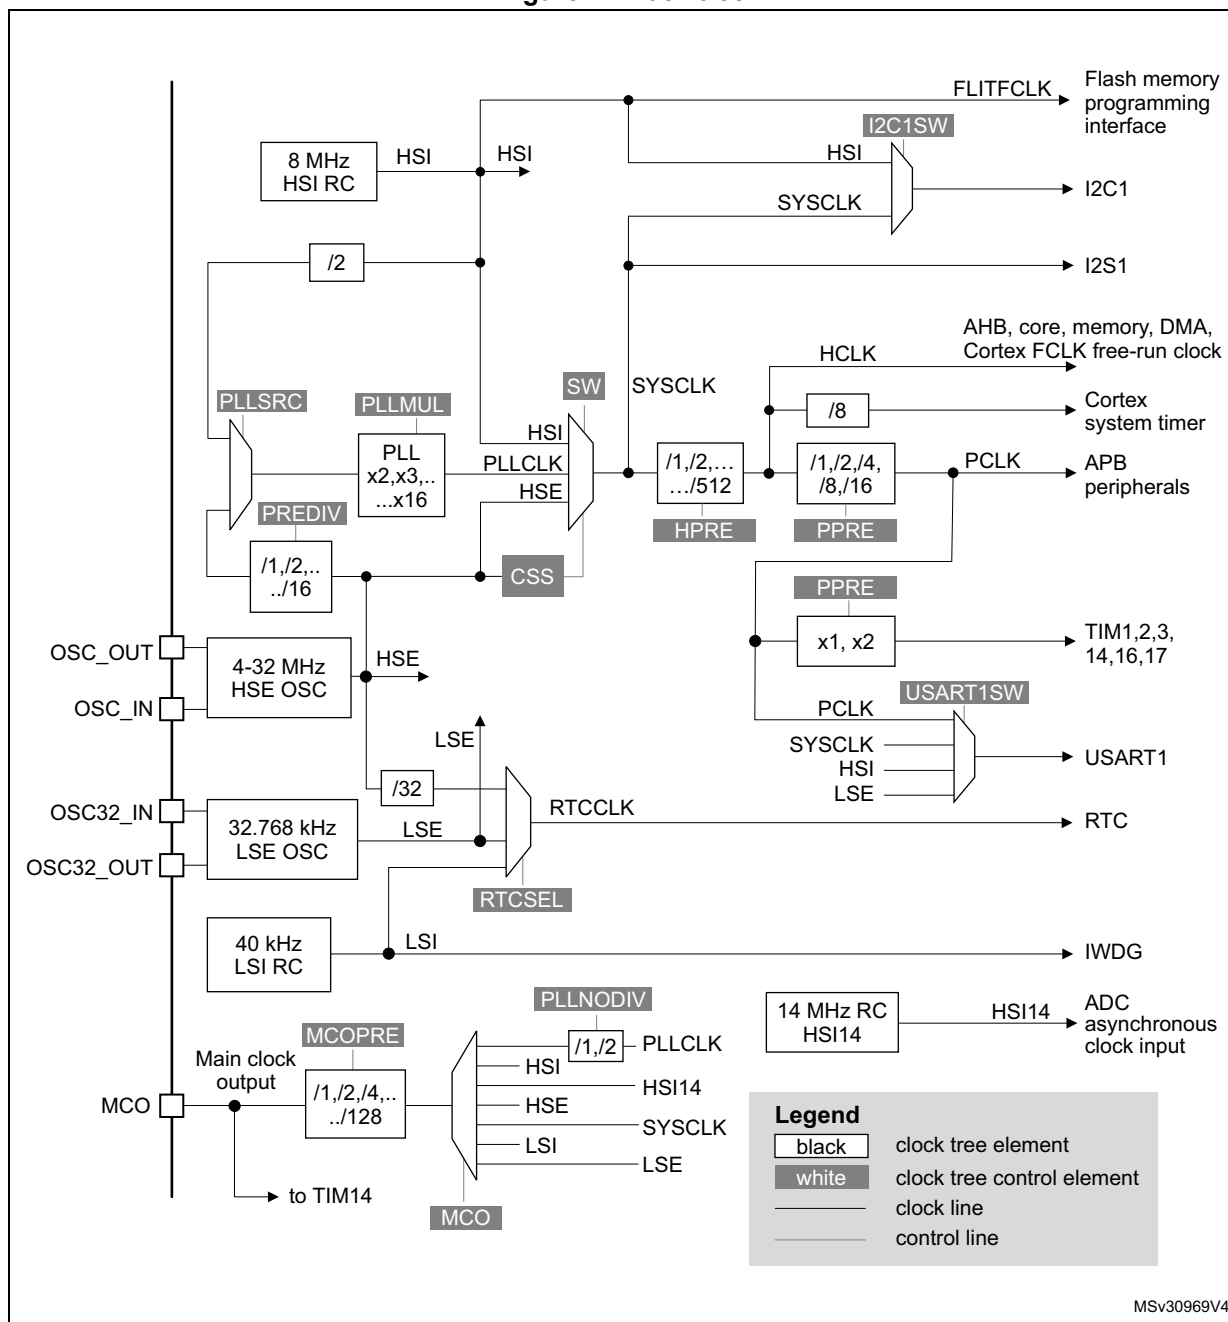 FLITFCLK
Flash memory
programming
interface
I2C1SW
8 MHz
HSI RC
HSI
HSI
HSI
SYSCLK
I2C1
/2
I2S1
AHB, core, memory, DMA,
Cortex FCLK free-run clock
HCLK
SW
SYSCLK
/8
Cortex
system timer
PLLSRC
PLLMUL
PLL
x2,x3,..
...x16
HSI
PLLCLK
HSE
/1,/2,...
.../512
HPRE
/1,/2,/4,
/8,/16
PPRE
PCLK
APB
peripherals
PREDIV
/1,/2,..
../16
CSS
PPRE
x1, x2
TIM1,2,3,
14,16,17
OSC_OUT
OSC_IN
4-32 MHz
HSE OSC
HSE
USART1SW
PCLK
SYSCLK
HSI
LSE
USART1
LSE
/32
OSC32_IN
OSC32_OUT
32.768 kHz
LSE OSC
LSE
RTCCLK
RTC
RTCSEL
40 kHz
LSI RC
LSI
IWDG
PLLNODIV
14 MHz RC
HSI14
HSI14
ADC
asynchronous
clock input
MCOPRE
Main clock
output
MCO
/1,/2,/4,..
../128
/1,/2
PLLCLK
HSI
HSI14
HSE
SYSCLK
LSI
LSE
to TIM14
MCO
Legend
black
clock tree element
white
clock tree control element
clock line
control line
MSv30969V4